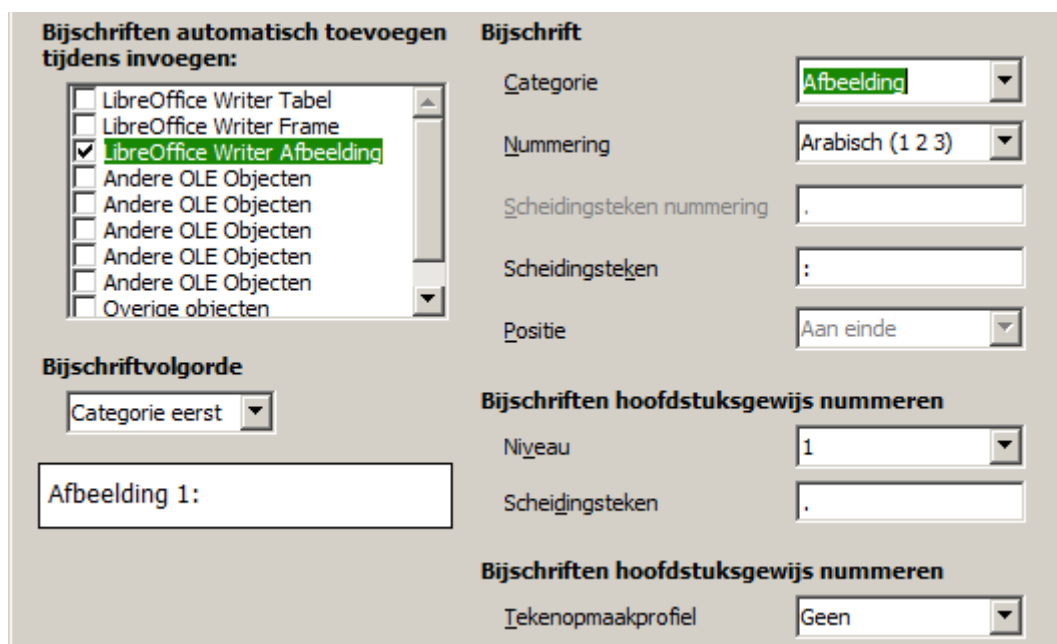 Bijschriften automatisch toevoegen
tijdens invoegen:
LibreOffice Writer Tabel
LibreOffice Writer Frame
LibreOffice Writer Afbeelding
Andere OLE Objecten
Andere OLE Objecten
Andere OLE Objecten
Andere OLE Objecten
Andere OLE Objecten
Overige objecten
Bijschriftvolgorde
Categorie eerst
Afbeelding 1:
Bijschrift
Categorie Afbeelding
Nummering Arabisch (1 2 3)
Scheidingsteken nummering .
Scheidingsteken :
Positie Aan einde
Bijschriften hoofdstuksgewijs nummeren
Niveau 1
Scheidingsteken .
Bijschriften hoofdstuksgewijs nummeren
Tekenopmaakprofiel Geen